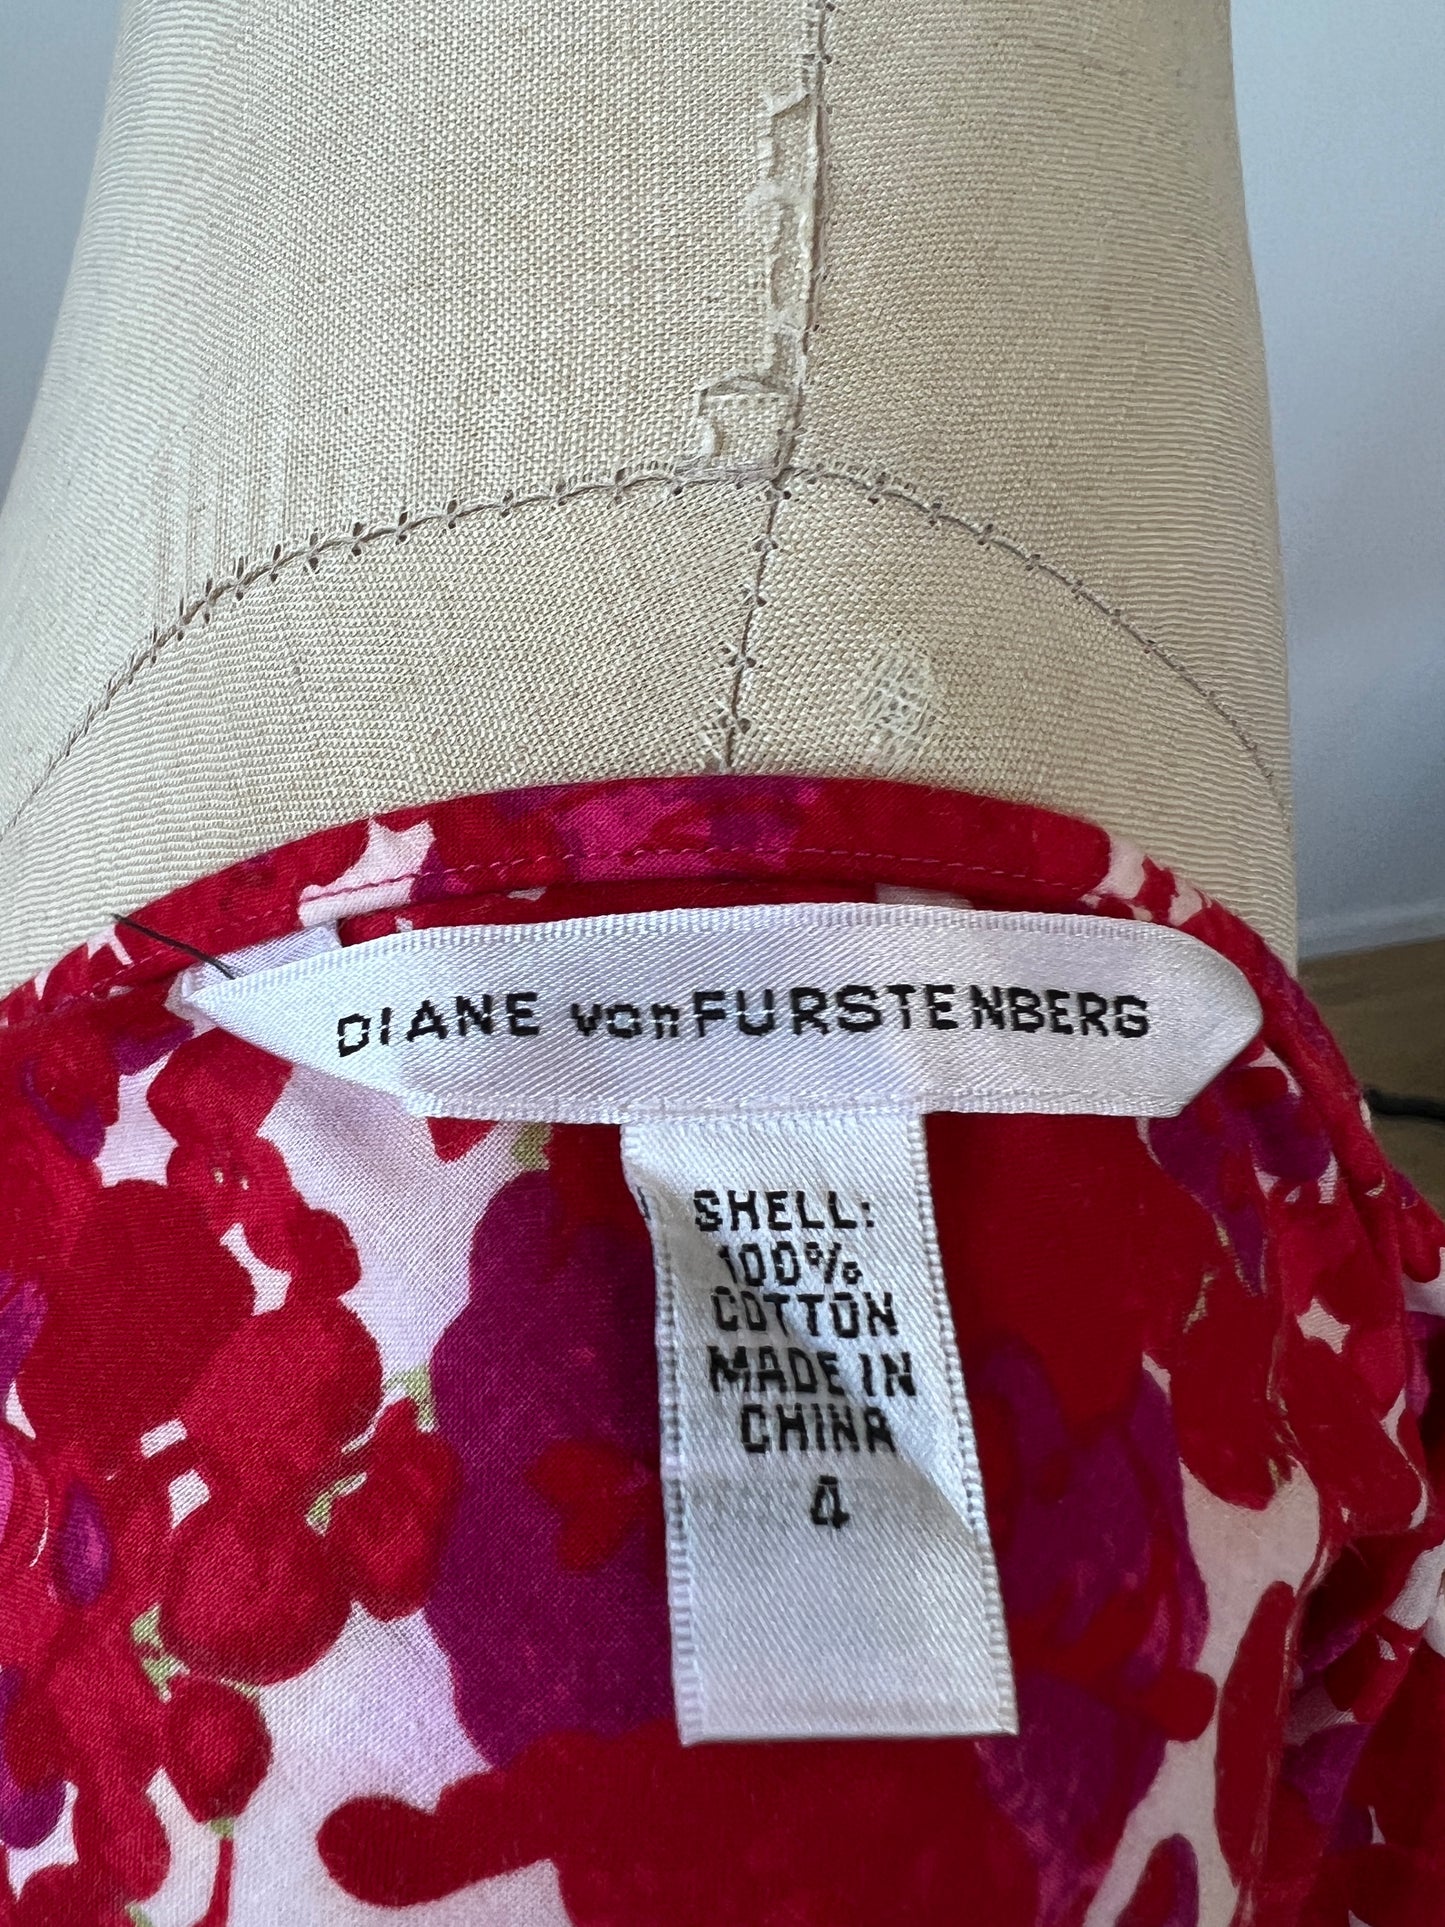 DIANE von FURSTENBERG
SHELL:
100%
COTTON
MADE IN
CHINA
4